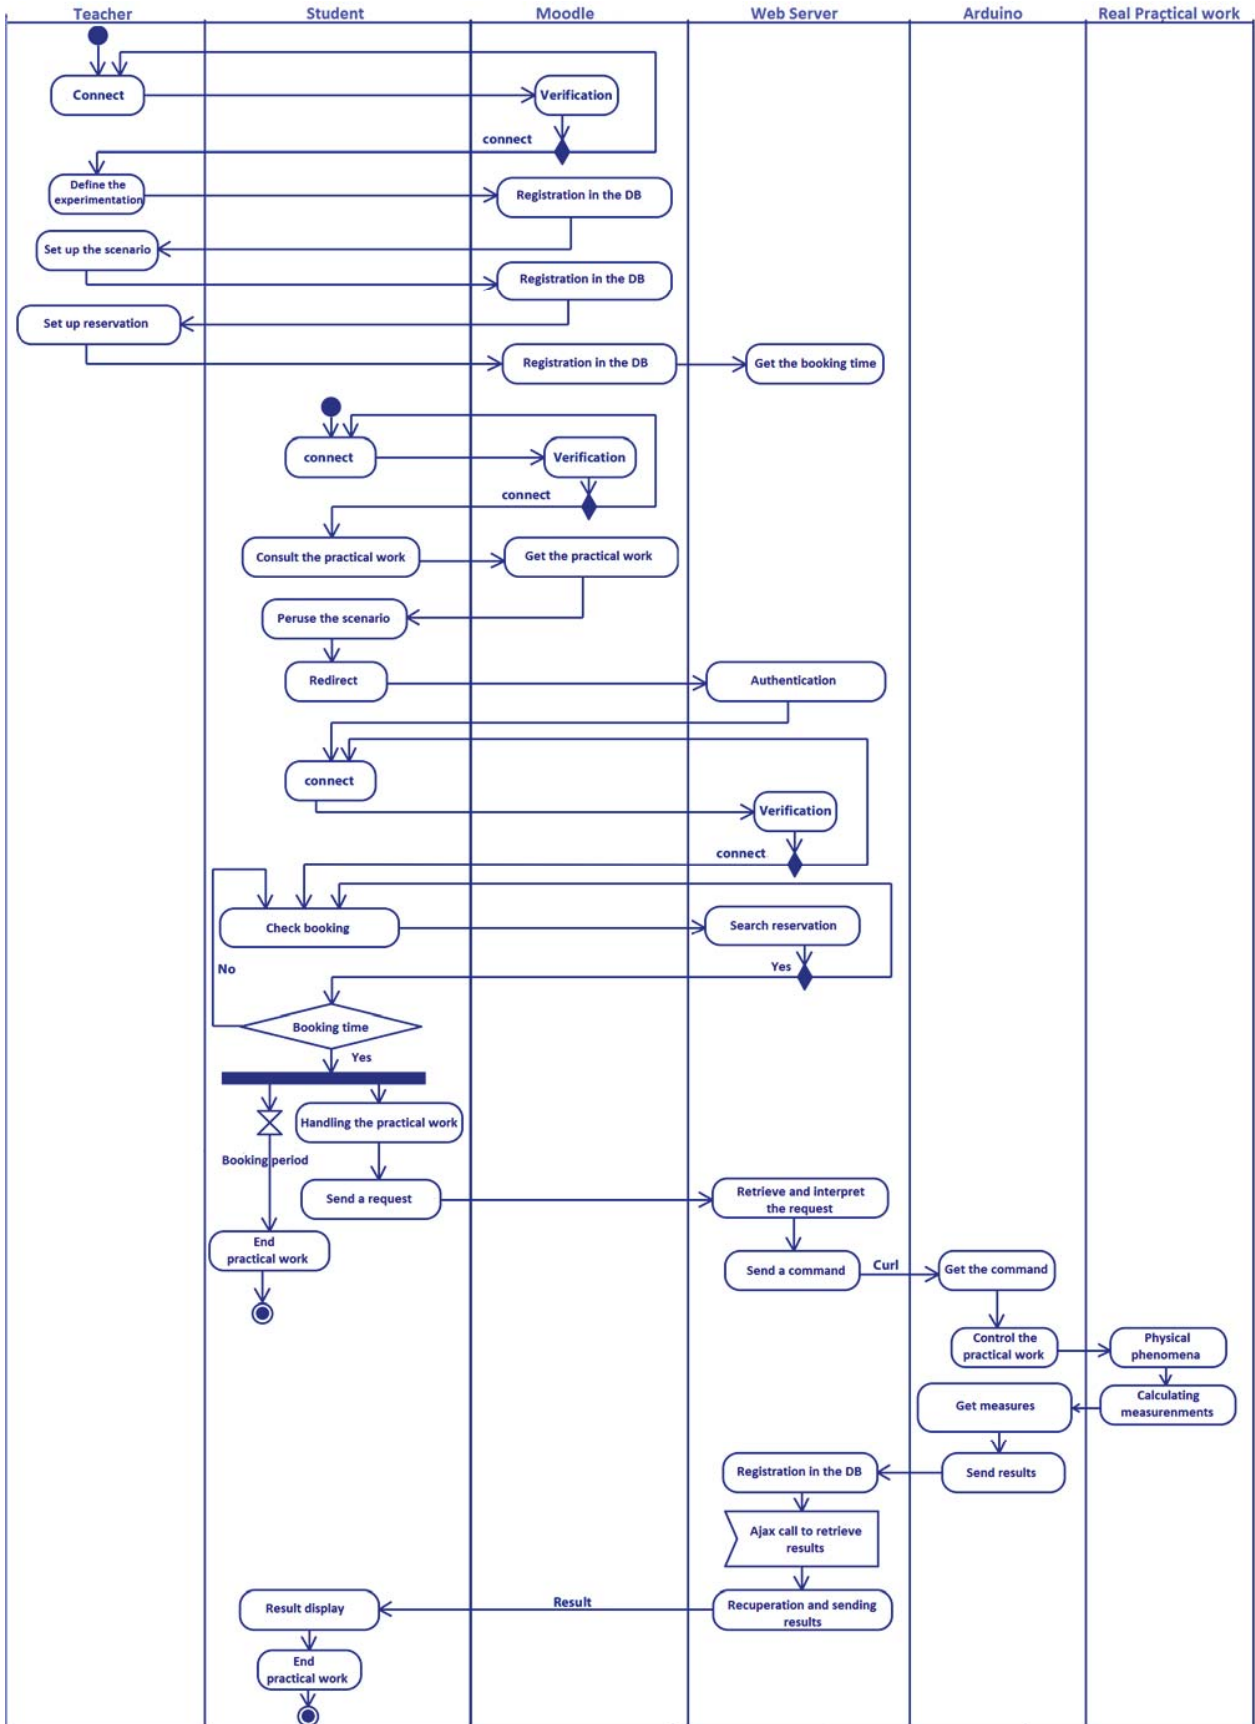 Teacher
Student
Moodle
Web Server
Arduino
Real Practical work
Connect
Verification
connect
Define the
experimentation
Registration in the DB
Set up the scenario
Registration in the DB
Set up reservation
Registration in the DB
Get the booking time
connect
Verification
connect
Consult the practical work
Get the practical work
Peruse the scenario
Redirect
Authentication
connect
Verification
connect
Check booking
Search reservation
No
Yes
Booking time
Yes
Handling the practical work
Booking period
Send a request
Retrieve and interpret
the request
End
practical work
Send a command
Curl
Get the command
Control the
practical work
Physical
phenomena
Get measures
Calculating
measurenments
Registration in the DB
Send results
Ajax call to retrieve
results
Result display
Result
Recuperation and sending
results
End
practical work